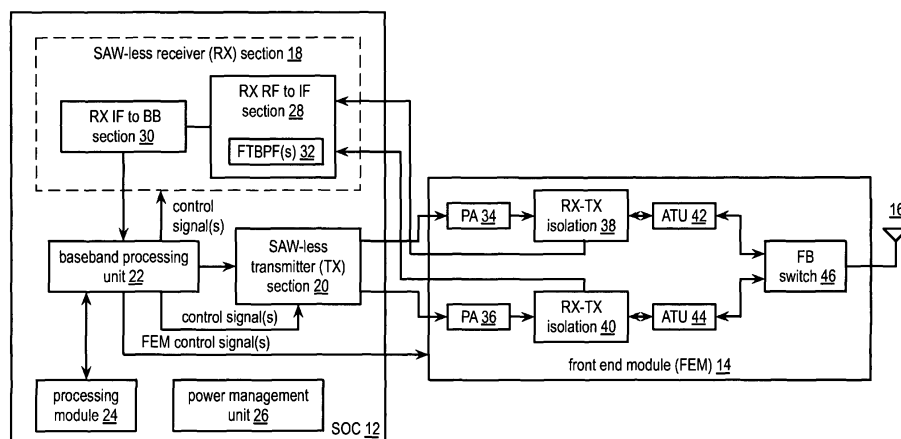 SAW-less receiver (RX) section 18
RX RF to IF
section
28
RX IF to BB
section
30
FTBPF(s) 32
control
signal(s)
baseband processing
unit 22
SAW-less
transmitter (TX)
section 20
control signal(s)
FEM control signal(s)
processing
module 24
power management
unit 26
SOC 12
PA 34
RX-TX
isolation
38
ATU 42
FB
switch 46
16
PA 36
RX-TX
isolation
40
ATU 44
front end module (FEM) 14